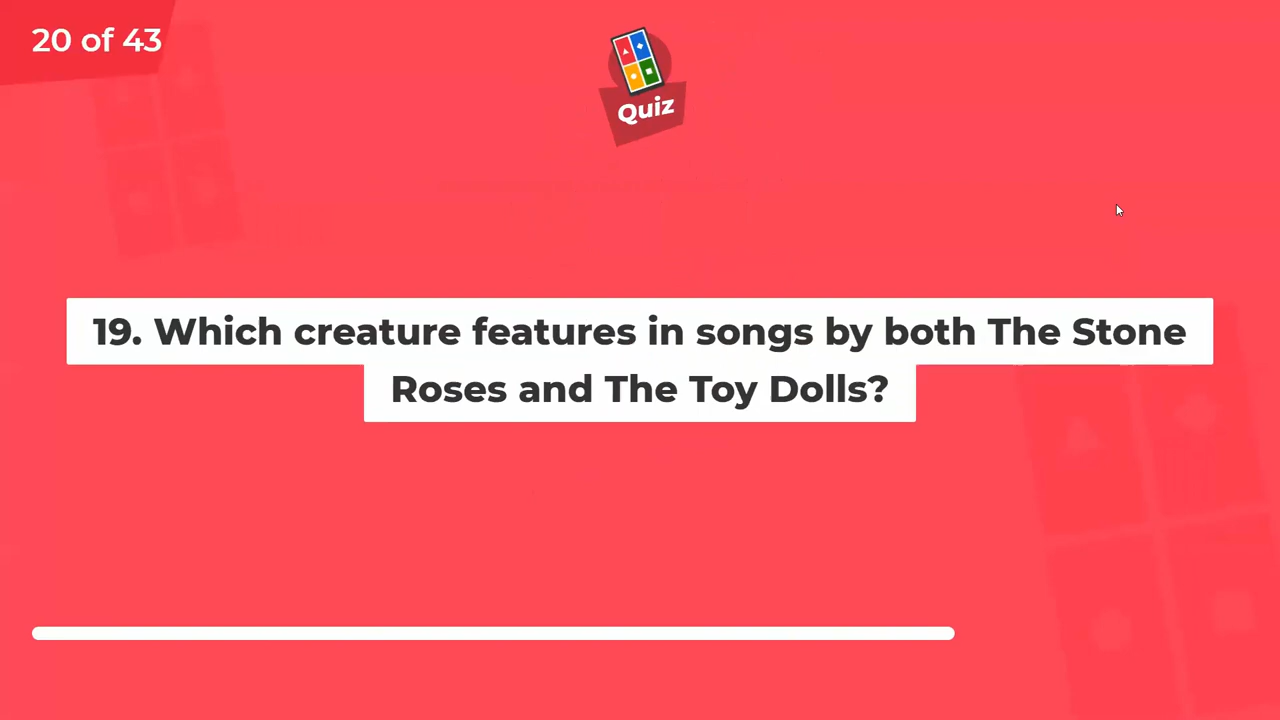 20 of 43
Quiz
19. Which creature features in songs by both The Stone
Roses and The Toy Dolls?